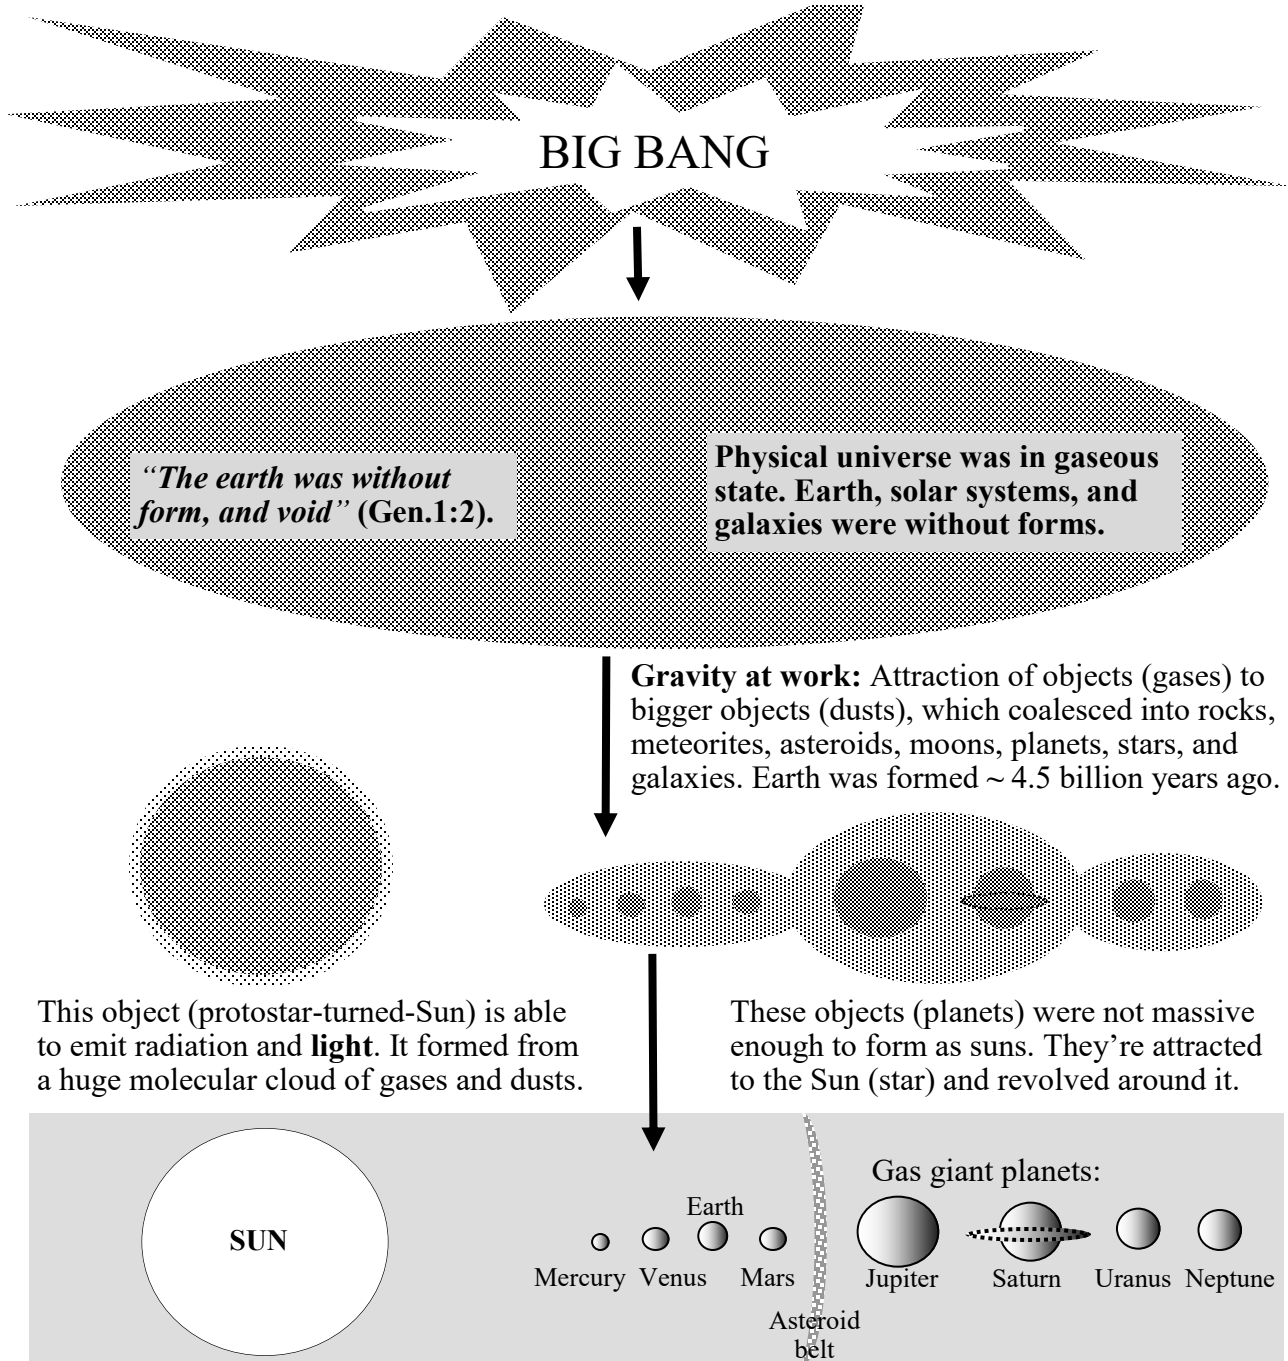 BIG BANG
“The earth was without
form, and void” (Gen.1:2).
Physical universe was in gaseous
state. Earth, solar systems, and
galaxies were without forms.
Gravity at work: Attraction of objects (gases) to
bigger objects (dusts), which coalesced into rocks,
meteorites, asteroids, moons, planets, stars, and
galaxies. Earth was formed ~ 4.5 billion years ago.
This object (protostar-turned-Sun) is able
to emit radiation and light. It formed from
a huge molecular cloud of gases and dusts.
These objects (planets) were not massive
enough to form as suns. They’re attracted
to the Sun (star) and revolved around it.
Gas giant planets:
Earth
SUN
Mercury Venus Mars Jupiter Saturn Uranus Neptune
Asteroid
belt